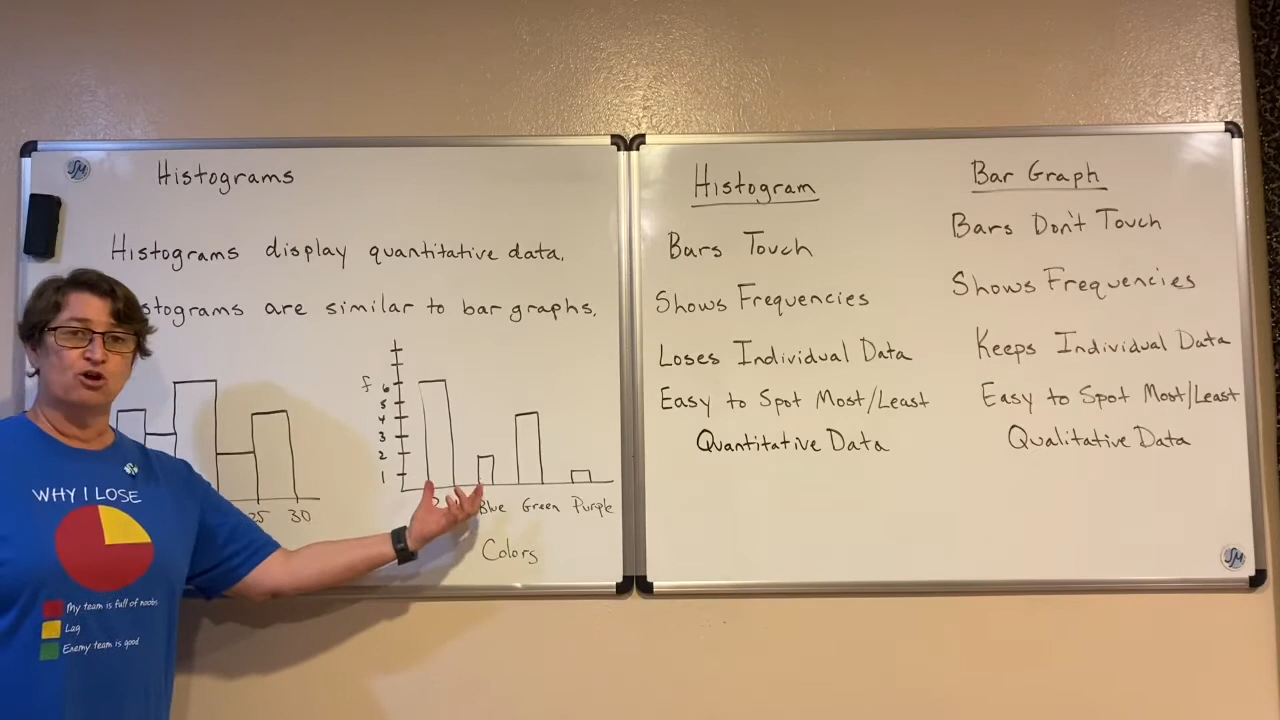 Histograms
Histograms display quantitative data.
stograms are similar to bar graphs.
f
6
5
4
3
2
1
25 30
Blue Green Purple
Colors
Histogram
Bars Touch
Shows Frequencies
Loses Individual Data
Easy to Spot Most/Least
Quantitative Data
Bar Graph
Bars Don't Touch
Shows Frequencies
Keeps Individual Data
Easy to Spot Most/Least
Qualitative Data
WHY I LOSE
My team is full of noobs
Lag
Enemy team is good
SM
SM